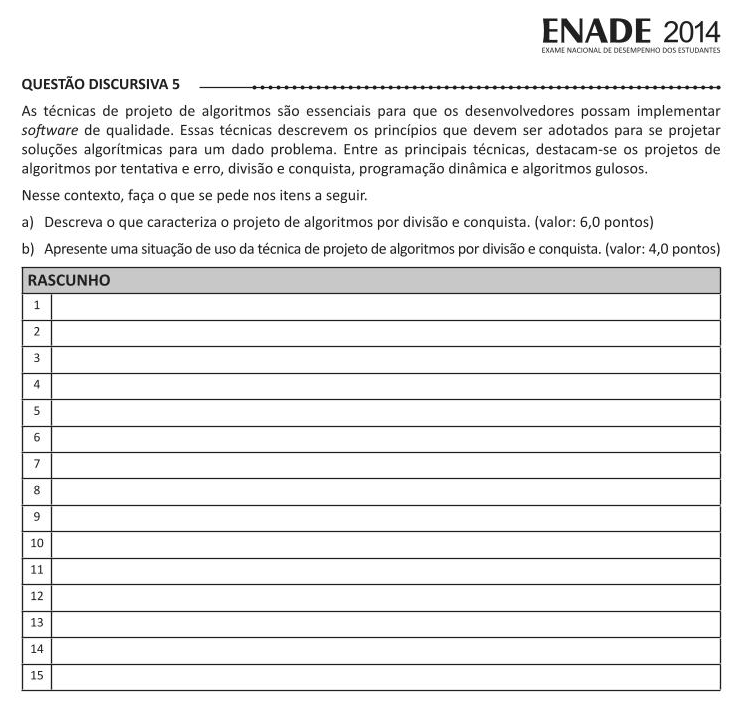 ENADE 2014
EXAME NACIONAL DE DESEMPENHO DOS ESTUDANTES
QUESTÃO DISCURSIVA 5
As técnicas de projeto de algoritmos são essenciais para que os desenvolvedores possam implementar
software de qualidade. Essas técnicas descrevem os princípios que devem ser adotados para se projetar
soluções algorítmicas para um dado problema. Entre as principais técnicas, destacam-se os projetos de
algoritmos por tentativa e erro, divisão e conquista, programação dinâmica e algoritmos gulosos.
Nesse contexto, faça o que se pede nos itens a seguir.
a) Descreva o que caracteriza o projeto de algoritmos por divisão e conquista. (valor: 6,0 pontos)
b) Apresente uma situação de uso da técnica de projeto de algoritmos por divisão e conquista. (valor: 4,0 pontos)
RASCUNHO
1
2
3
4
5
6
7
8
9
10
11
12
13
14
15